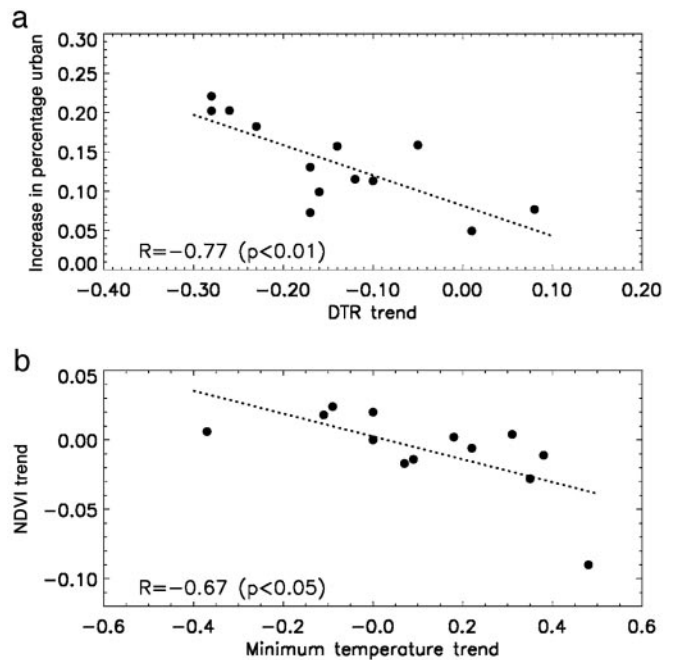 a
0.30
0.25
0.20
0.15
0.10
0.05
0.00
Increase in percentage urban
R=−0.77 (p<0.01)
−0.40 −0.30 −0.20 −0.10 0.00 0.10 0.20
DTR trend
b
0.05
0.00
−0.05
−0.10
NDVI trend
R=−0.67 (p<0.05)
−0.6 −0.4 −0.2 −0.0 0.2 0.4 0.6
Minimum temperature trend